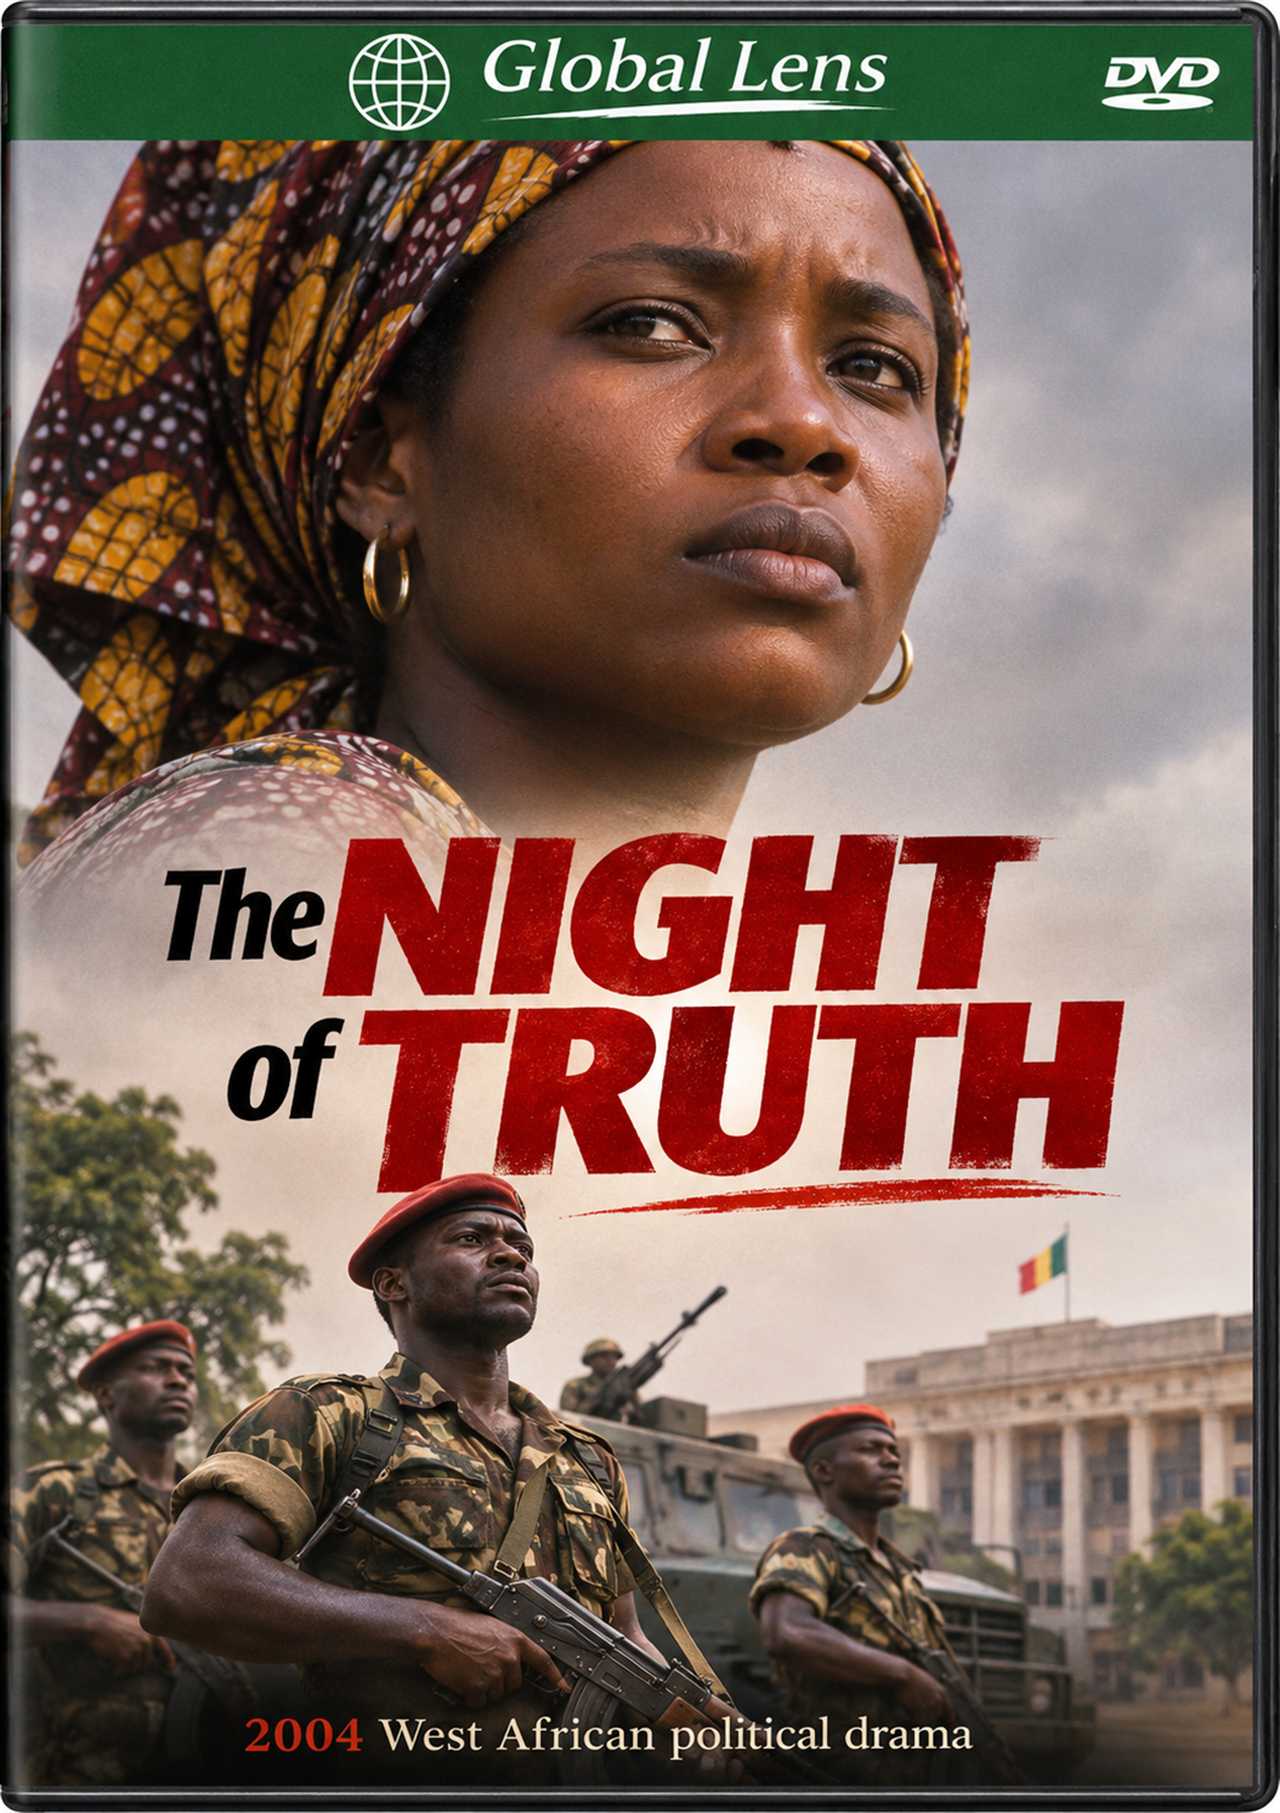 Global Lens
DVD
The NIGHT
of TRUTH
2004 West African political drama